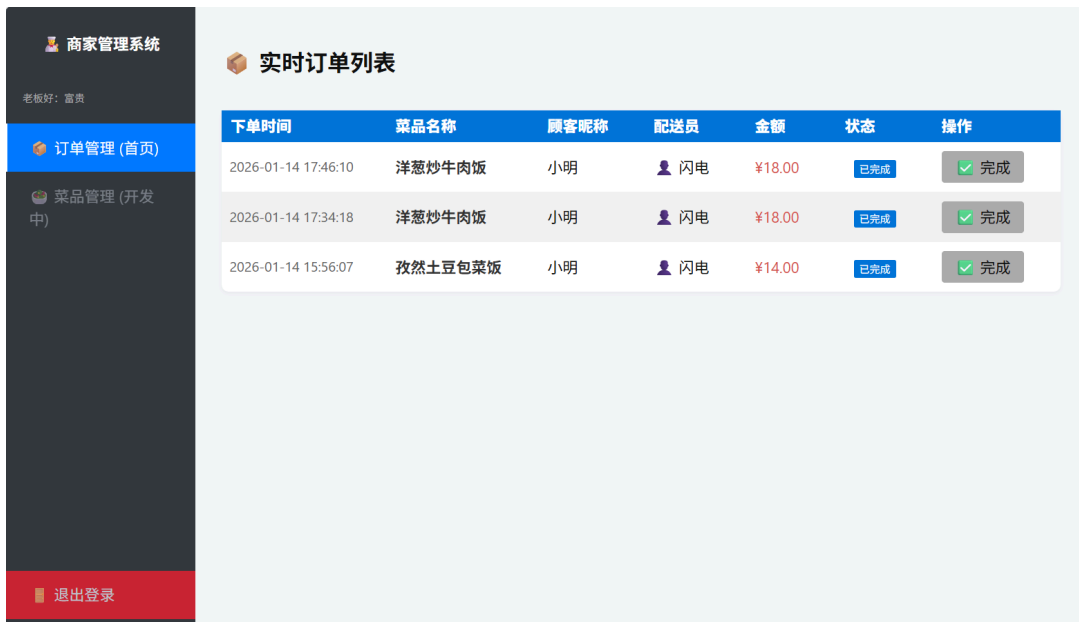 商家管理系统
老板好：富贵
订单管理 (首页)
菜品管理 (开发
中)
退出登录
实时订单列表
下单时间 菜品名称 顾客昵称 配送员 金额 状态 操作
2026-01-14 17:46:10 洋葱炒牛肉饭 小明 闪电 ¥18.00 已完成 完成
2026-01-14 17:34:18 洋葱炒牛肉饭 小明 闪电 ¥18.00 已完成 完成
2026-01-14 15:56:07 孜然土豆包菜饭 小明 闪电 ¥14.00 已完成 完成